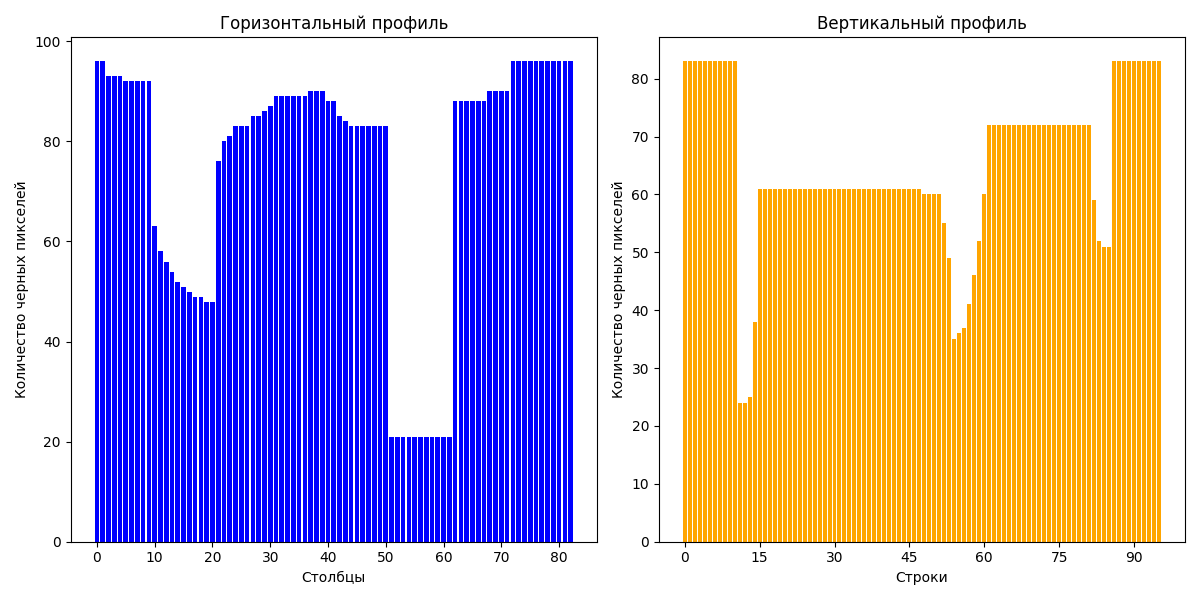 Горизонтальный профиль
Количество черных пикселей
100
80
60
40
20
0
0 10 20 30 40 50 60 70 80
Столбцы
Вертикальный профиль
Количество черных пикселей
80
70
60
50
40
30
20
10
0
0 15 30 45 60 75 90
Строки